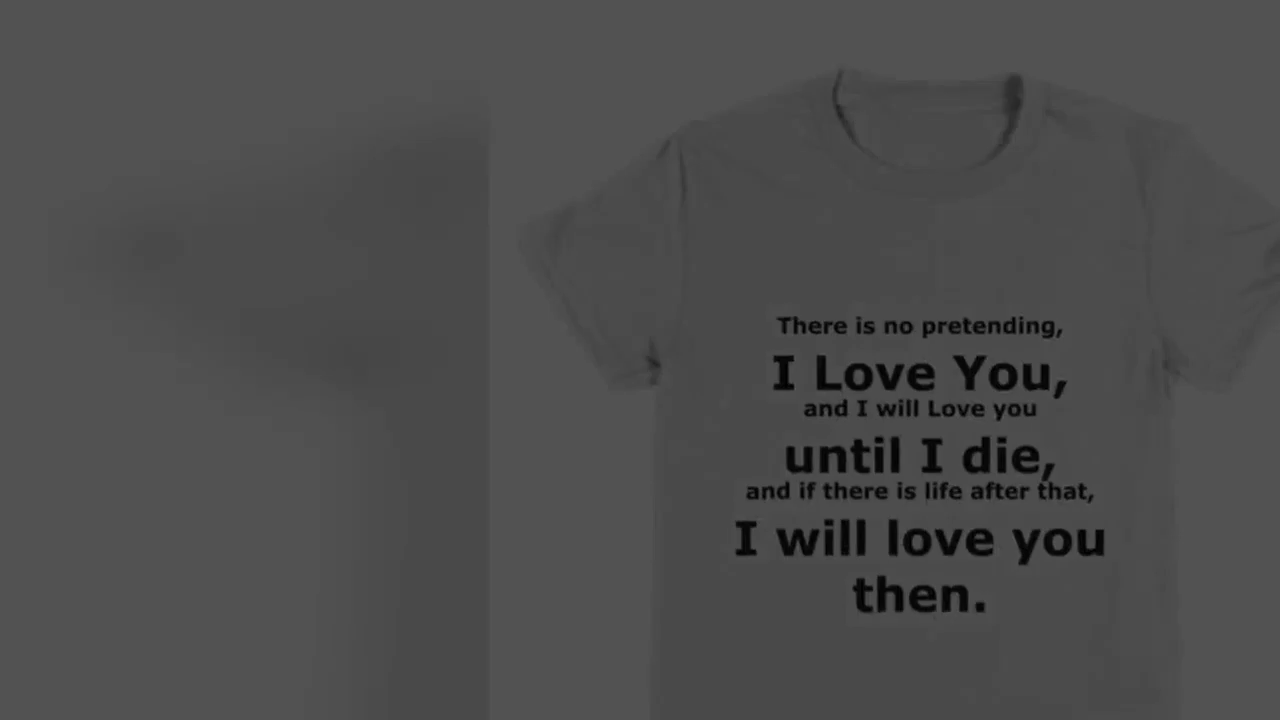 There is no pretending,
I Love You,
and I will Love you
until I die,
and if there is life after that,
I will love you
then.